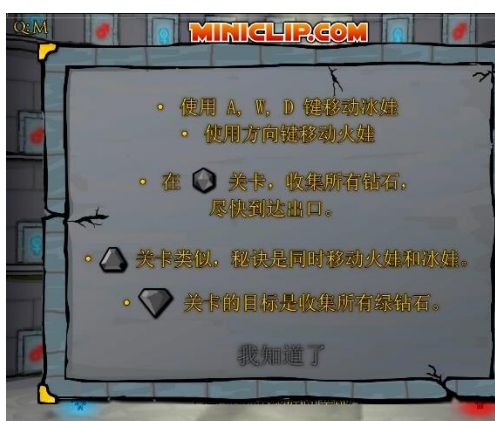 Q: M
MINICLIP.COM
• 使用 A, W, D 键移动冰娃
• 使用方向键移动火娃
• 在 关卡，收集所有钻石，
尽快到达出口。
• 关卡类似，秘诀是同时移动火娃和冰娃。
• 关卡的目标是收集所有绿钻石。
我知道了